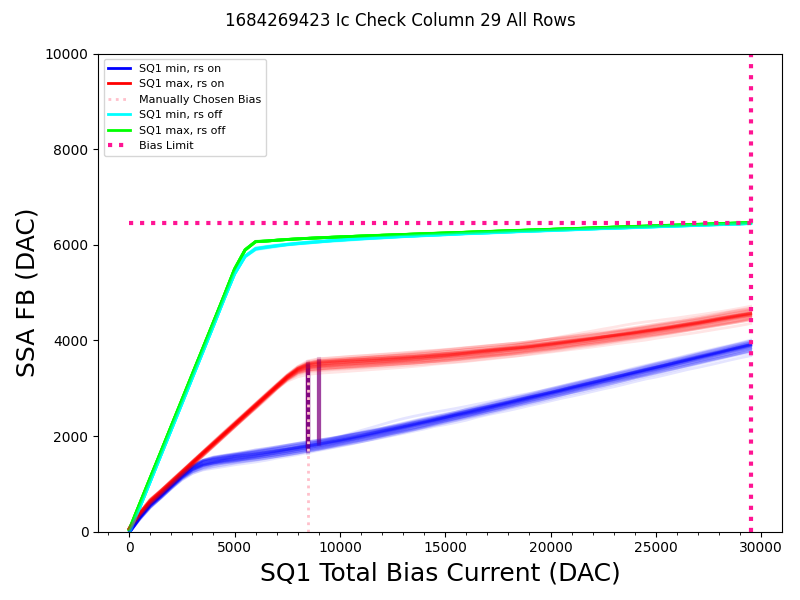 1684269423 Ic Check Column 29 All Rows
10000
8000
6000
4000
2000
0
SSA FB (DAC)
SQ1 min, rs on
SQ1 max, rs on
Manually Chosen Bias
SQ1 min, rs off
SQ1 max, rs off
Bias Limit
0 5000 10000 15000 20000 25000 30000
SQ1 Total Bias Current (DAC)